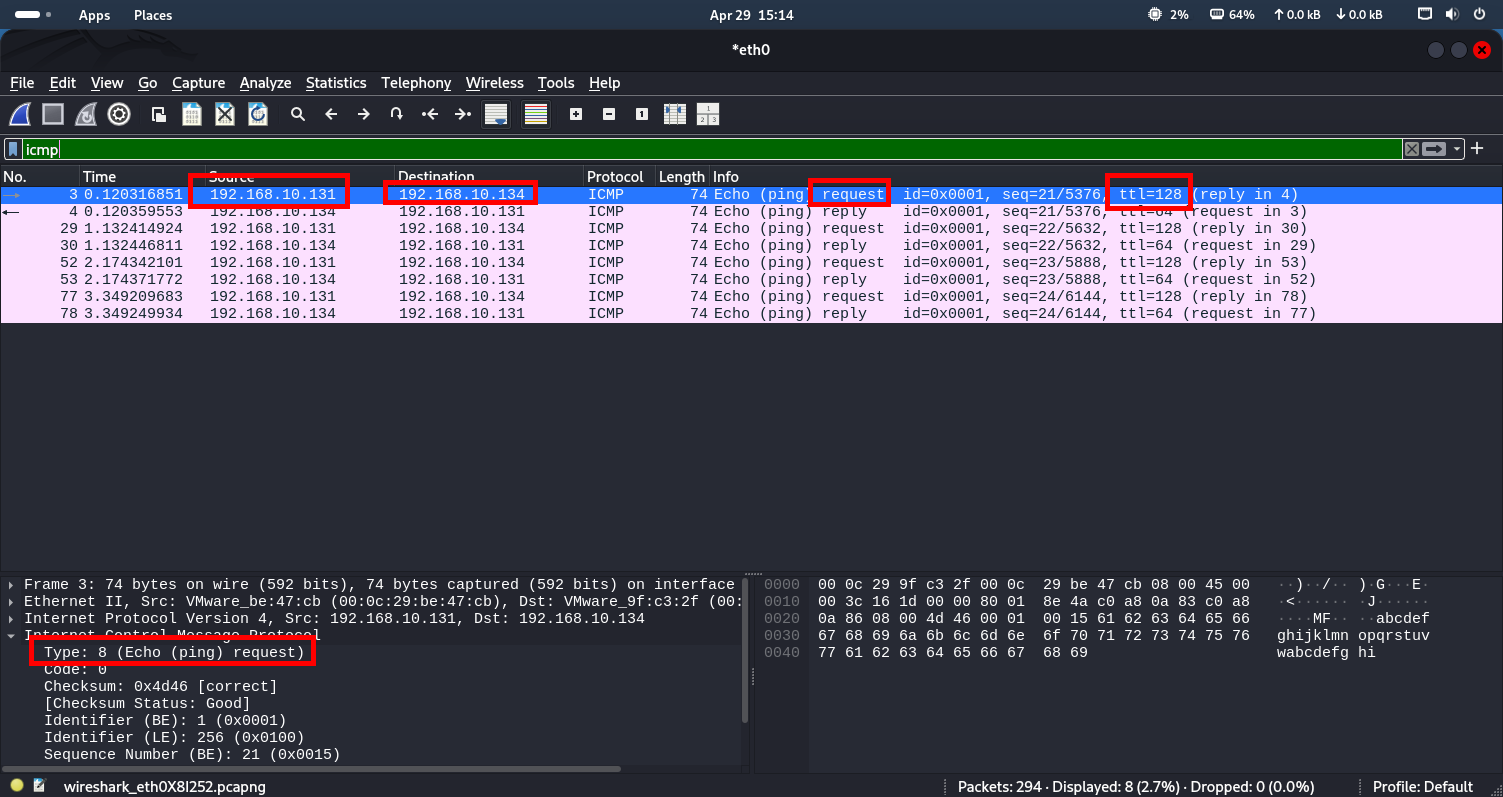 Apps Places Apr 29 15:14 2% 64% 0.0 kB 0.0 kB
*eth0
File Edit View Go Capture Analyze Statistics Telephony Wireless Tools Help
icmp
No. Time Source Destination Protocol Length Info
3 0.120316851 192.168.10.131 192.168.10.134 ICMP 74 Echo (ping) request id=0x0001, seq=21/5376, ttl=128 (reply in 4)
4 0.120359553 192.168.10.134 192.168.10.131 ICMP 74 Echo (ping) reply id=0x0001, seq=21/5376, ttl=64 (request in 3)
29 1.132414924 192.168.10.131 192.168.10.134 ICMP 74 Echo (ping) request id=0x0001, seq=22/5632, ttl=128 (reply in 30)
30 1.132446811 192.168.10.134 192.168.10.131 ICMP 74 Echo (ping) reply id=0x0001, seq=22/5632, ttl=64 (request in 29)
52 2.174342101 192.168.10.131 192.168.10.134 ICMP 74 Echo (ping) request id=0x0001, seq=23/5888, ttl=128 (reply in 53)
53 2.174371772 192.168.10.134 192.168.10.131 ICMP 74 Echo (ping) reply id=0x0001, seq=23/5888, ttl=64 (request in 52)
77 3.349209683 192.168.10.131 192.168.10.134 ICMP 74 Echo (ping) request id=0x0001, seq=24/6144, ttl=128 (reply in 78)
78 3.349249934 192.168.10.134 192.168.10.131 ICMP 74 Echo (ping) reply id=0x0001, seq=24/6144, ttl=64 (request in 77)
Frame 3: 74 bytes on wire (592 bits), 74 bytes captured (592 bits) on interface
Ethernet II, Src: VMware_be:47:cb (00:0c:29:be:47:cb), Dst: VMware_9f:c3:2f (00:
Internet Protocol Version 4, Src: 192.168.10.131, Dst: 192.168.10.134
Internet Control Message Protocol
Type: 8 (Echo (ping) request)
Code: 0
Checksum: 0x4d46 [correct]
[Checksum Status: Good]
Identifier (BE): 1 (0x0001)
Identifier (LE): 256 (0x0100)
Sequence Number (BE): 21 (0x0015)
0000 00 0c 29 9f c3 2f 00 0c 29 be 47 cb 08 00 45 00 ··)··/·· )·G···E·
0010 00 3c 16 1d 00 00 80 01 8e 4a c0 a8 0a 83 c0 a8 ·<······ ·J······
0020 0a 86 08 00 4d 46 00 01 00 15 61 62 63 64 65 66 ····MF·· ··abcdef
0030 67 68 69 6a 6b 6c 6d 6e 6f 70 71 72 73 74 75 76 ghijklmn opqrstuv
0040 77 61 62 63 64 65 66 67 68 69 wabcdefg hi
wireshark_eth0X8I252.pcapng Packets: 294 · Displayed: 8 (2.7%) · Dropped: 0 (0.0%) Profile: Default